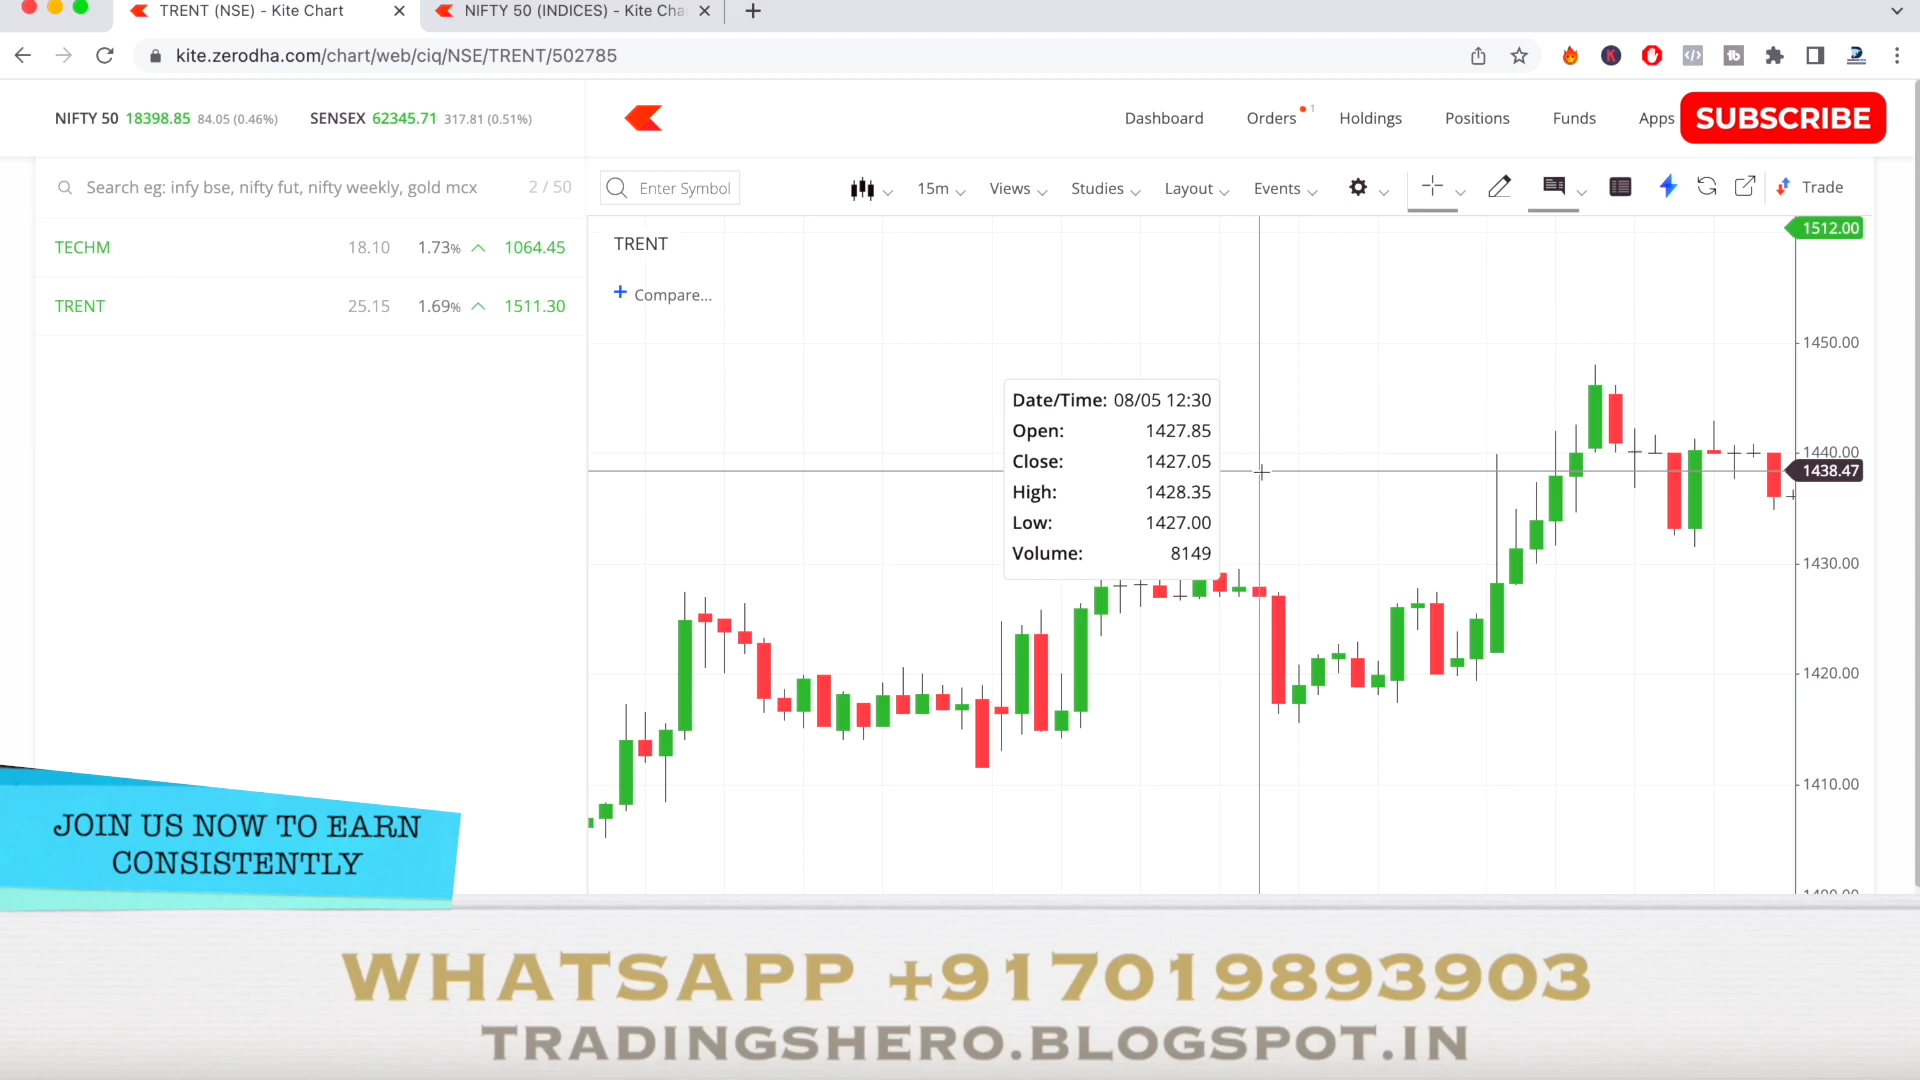 TRENT (NSE) - Kite Chart
NIFTY 50 (INDICES) - Kite Cha
kite.zerodha.com/chart/web/ciq/NSE/TRENT/502785
NIFTY 50 18398.85 84.05 (0.46%) SENSEX 62345.71 317.81 (0.51%)
Dashboard Orders 1 Holdings Positions Funds Apps SUBSCRIBE
Search eg: infy bse, nifty fut, nifty weekly, gold mcx 2 / 50
Enter Symbol 15m Views Studies Layout Events Trade
TECHM 18.10 1.73% 1064.45
TRENT 25.15 1.69% 1511.30
TRENT
+ Compare...
1512.00
1450.00
1440.00
1438.47
1430.00
1420.00
1410.00
1400.00
Date/Time: 08/05 12:30
Open: 1427.85
Close: 1427.05
High: 1428.35
Low: 1427.00
Volume: 8149
JOIN US NOW TO EARN
CONSISTENTLY
WHATSAPP +917019893903
TRADINGSHERO.BLOGSPOT.IN